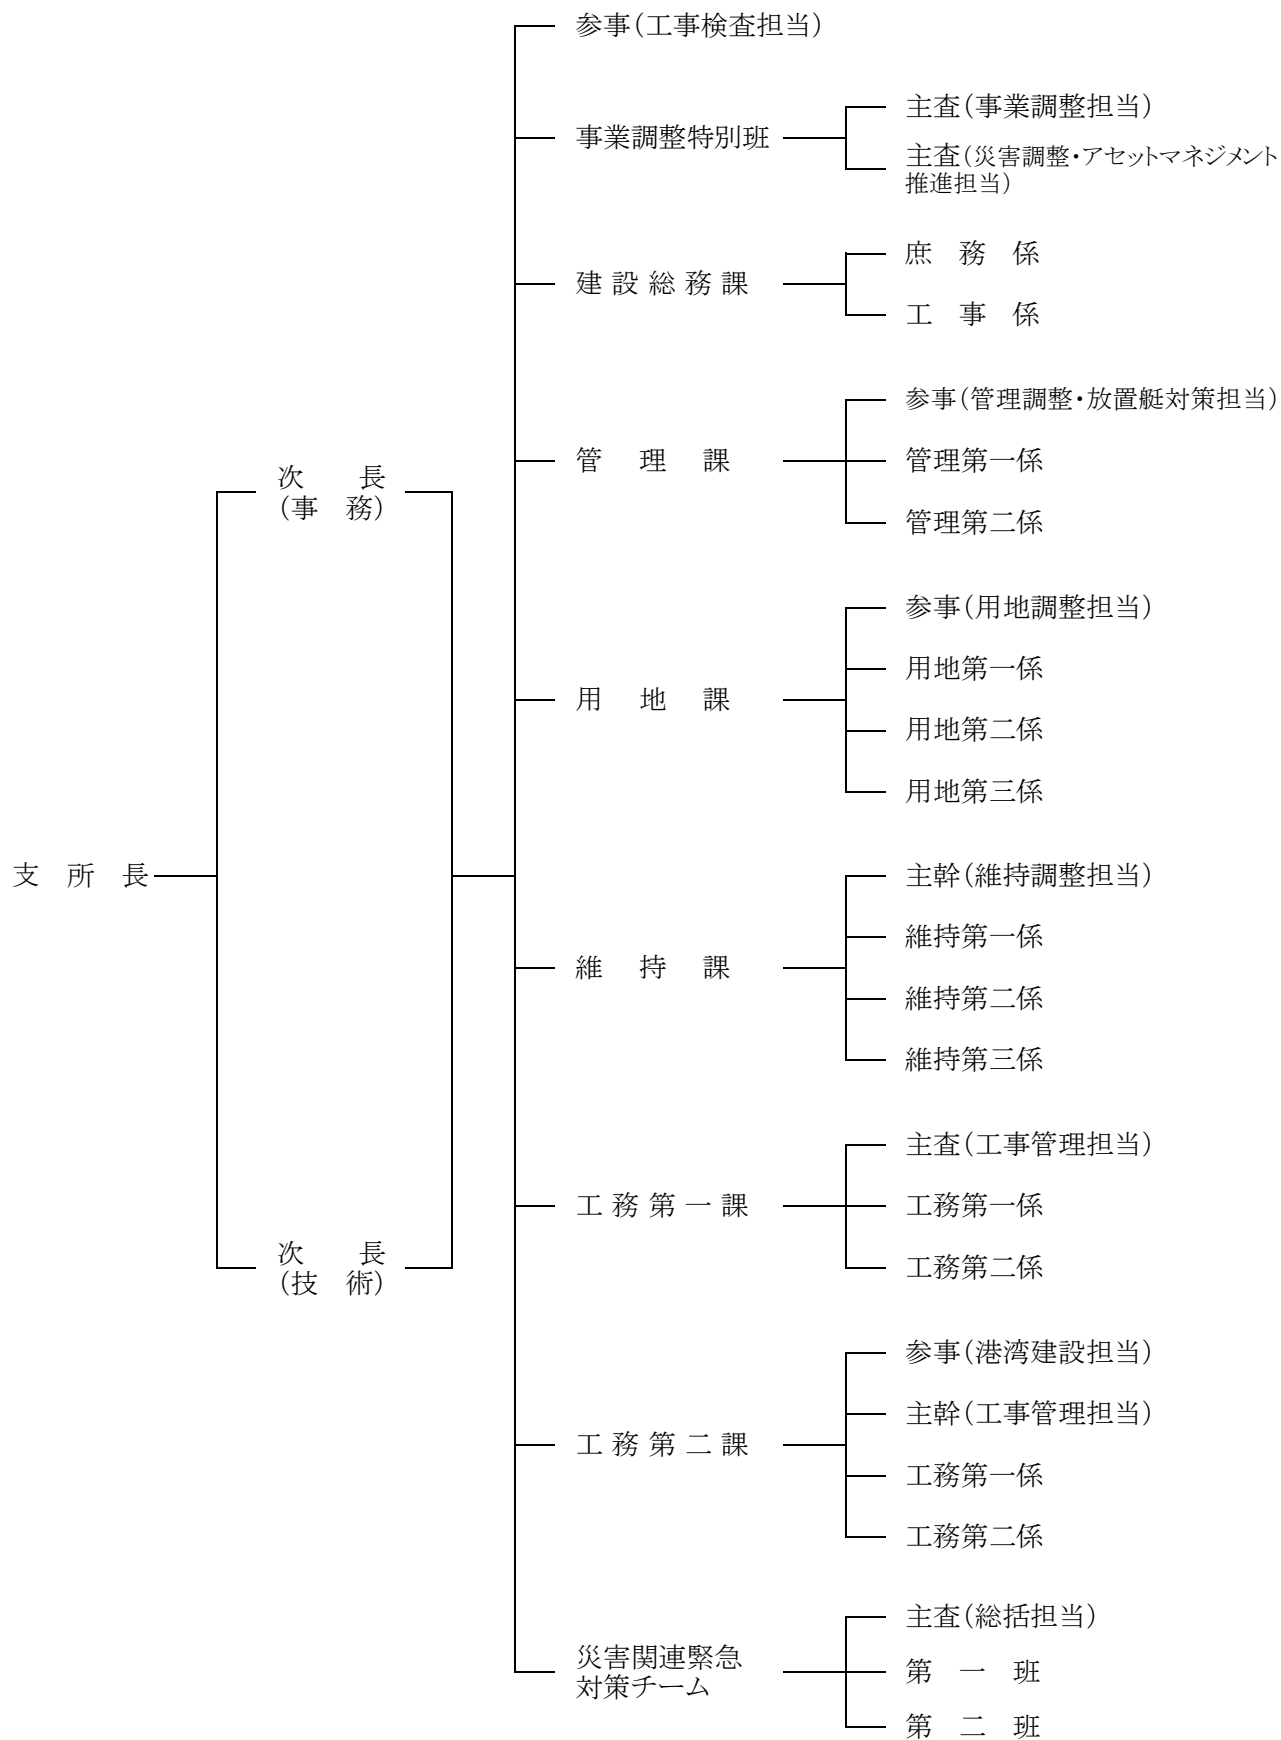 参事(工事検査担当)
事業調整特別班
主査(事業調整担当)
主査(災害調整・アセットマネジメント
推進担当)
建設総務課
庶務係
工事係
管理課
参事(管理調整・放置艇対策担当)
管理第一係
管理第二係
次長
(事務)
用地課
参事(用地調整担当)
用地第一係
用地第二係
用地第三係
支所長
維持課
主幹(維持調整担当)
維持第一係
維持第二係
維持第三係
工務第一課
主査(工事管理担当)
工務第一係
工務第二係
次長
(技術)
工務第二課
参事(港湾建設担当)
主幹(工事管理担当)
工務第一係
工務第二係
災害関連緊急
対策チーム
主査(総括担当)
第一班
第二班